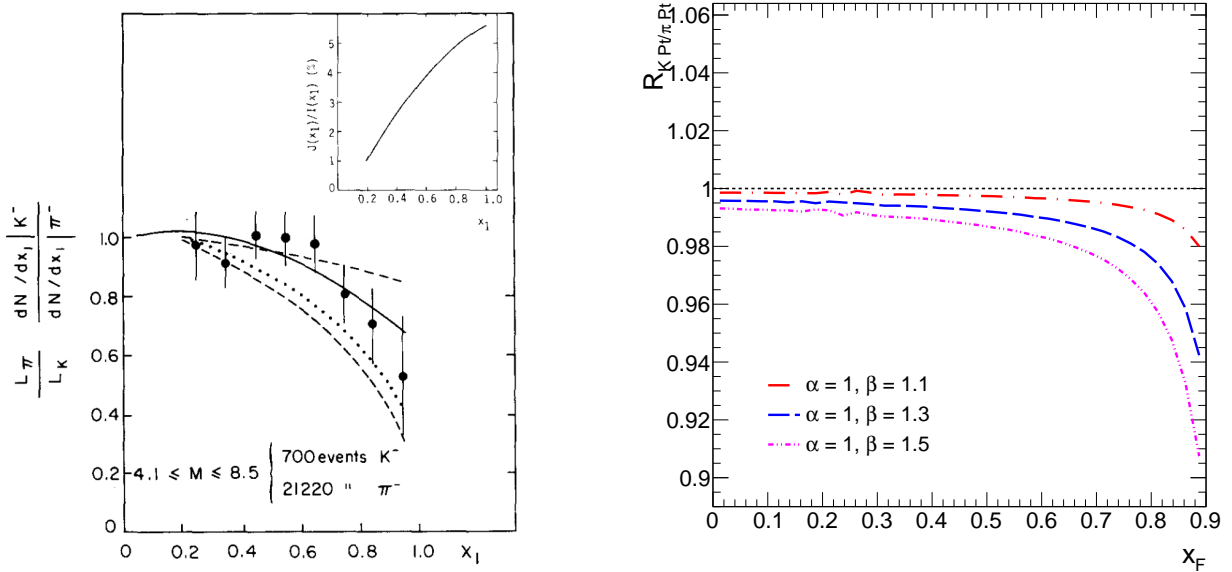 J(x₁)/I(x₁) (%)
5
4
3
2
1
0
0.2 0.4 0.6 0.8 1.0
x₁
L π
L K
dN/dx₁|K⁻
dN/dx₁|π⁻
1.0
0.8
0.6
0.4
0.2
0
4.1 ≤ M ≤ 8.5
700 events K⁻
21220 " π⁻
0 0.2 0.4 0.6 0.8 1.0 x₁
R K Pt/π Pt
1.06
1.04
1.02
1
0.98
0.96
0.94
0.92
0.9
α = 1, β = 1.1
α = 1, β = 1.3
α = 1, β = 1.5
0 0.1 0.2 0.3 0.4 0.5 0.6 0.7 0.8 0.9
x_F